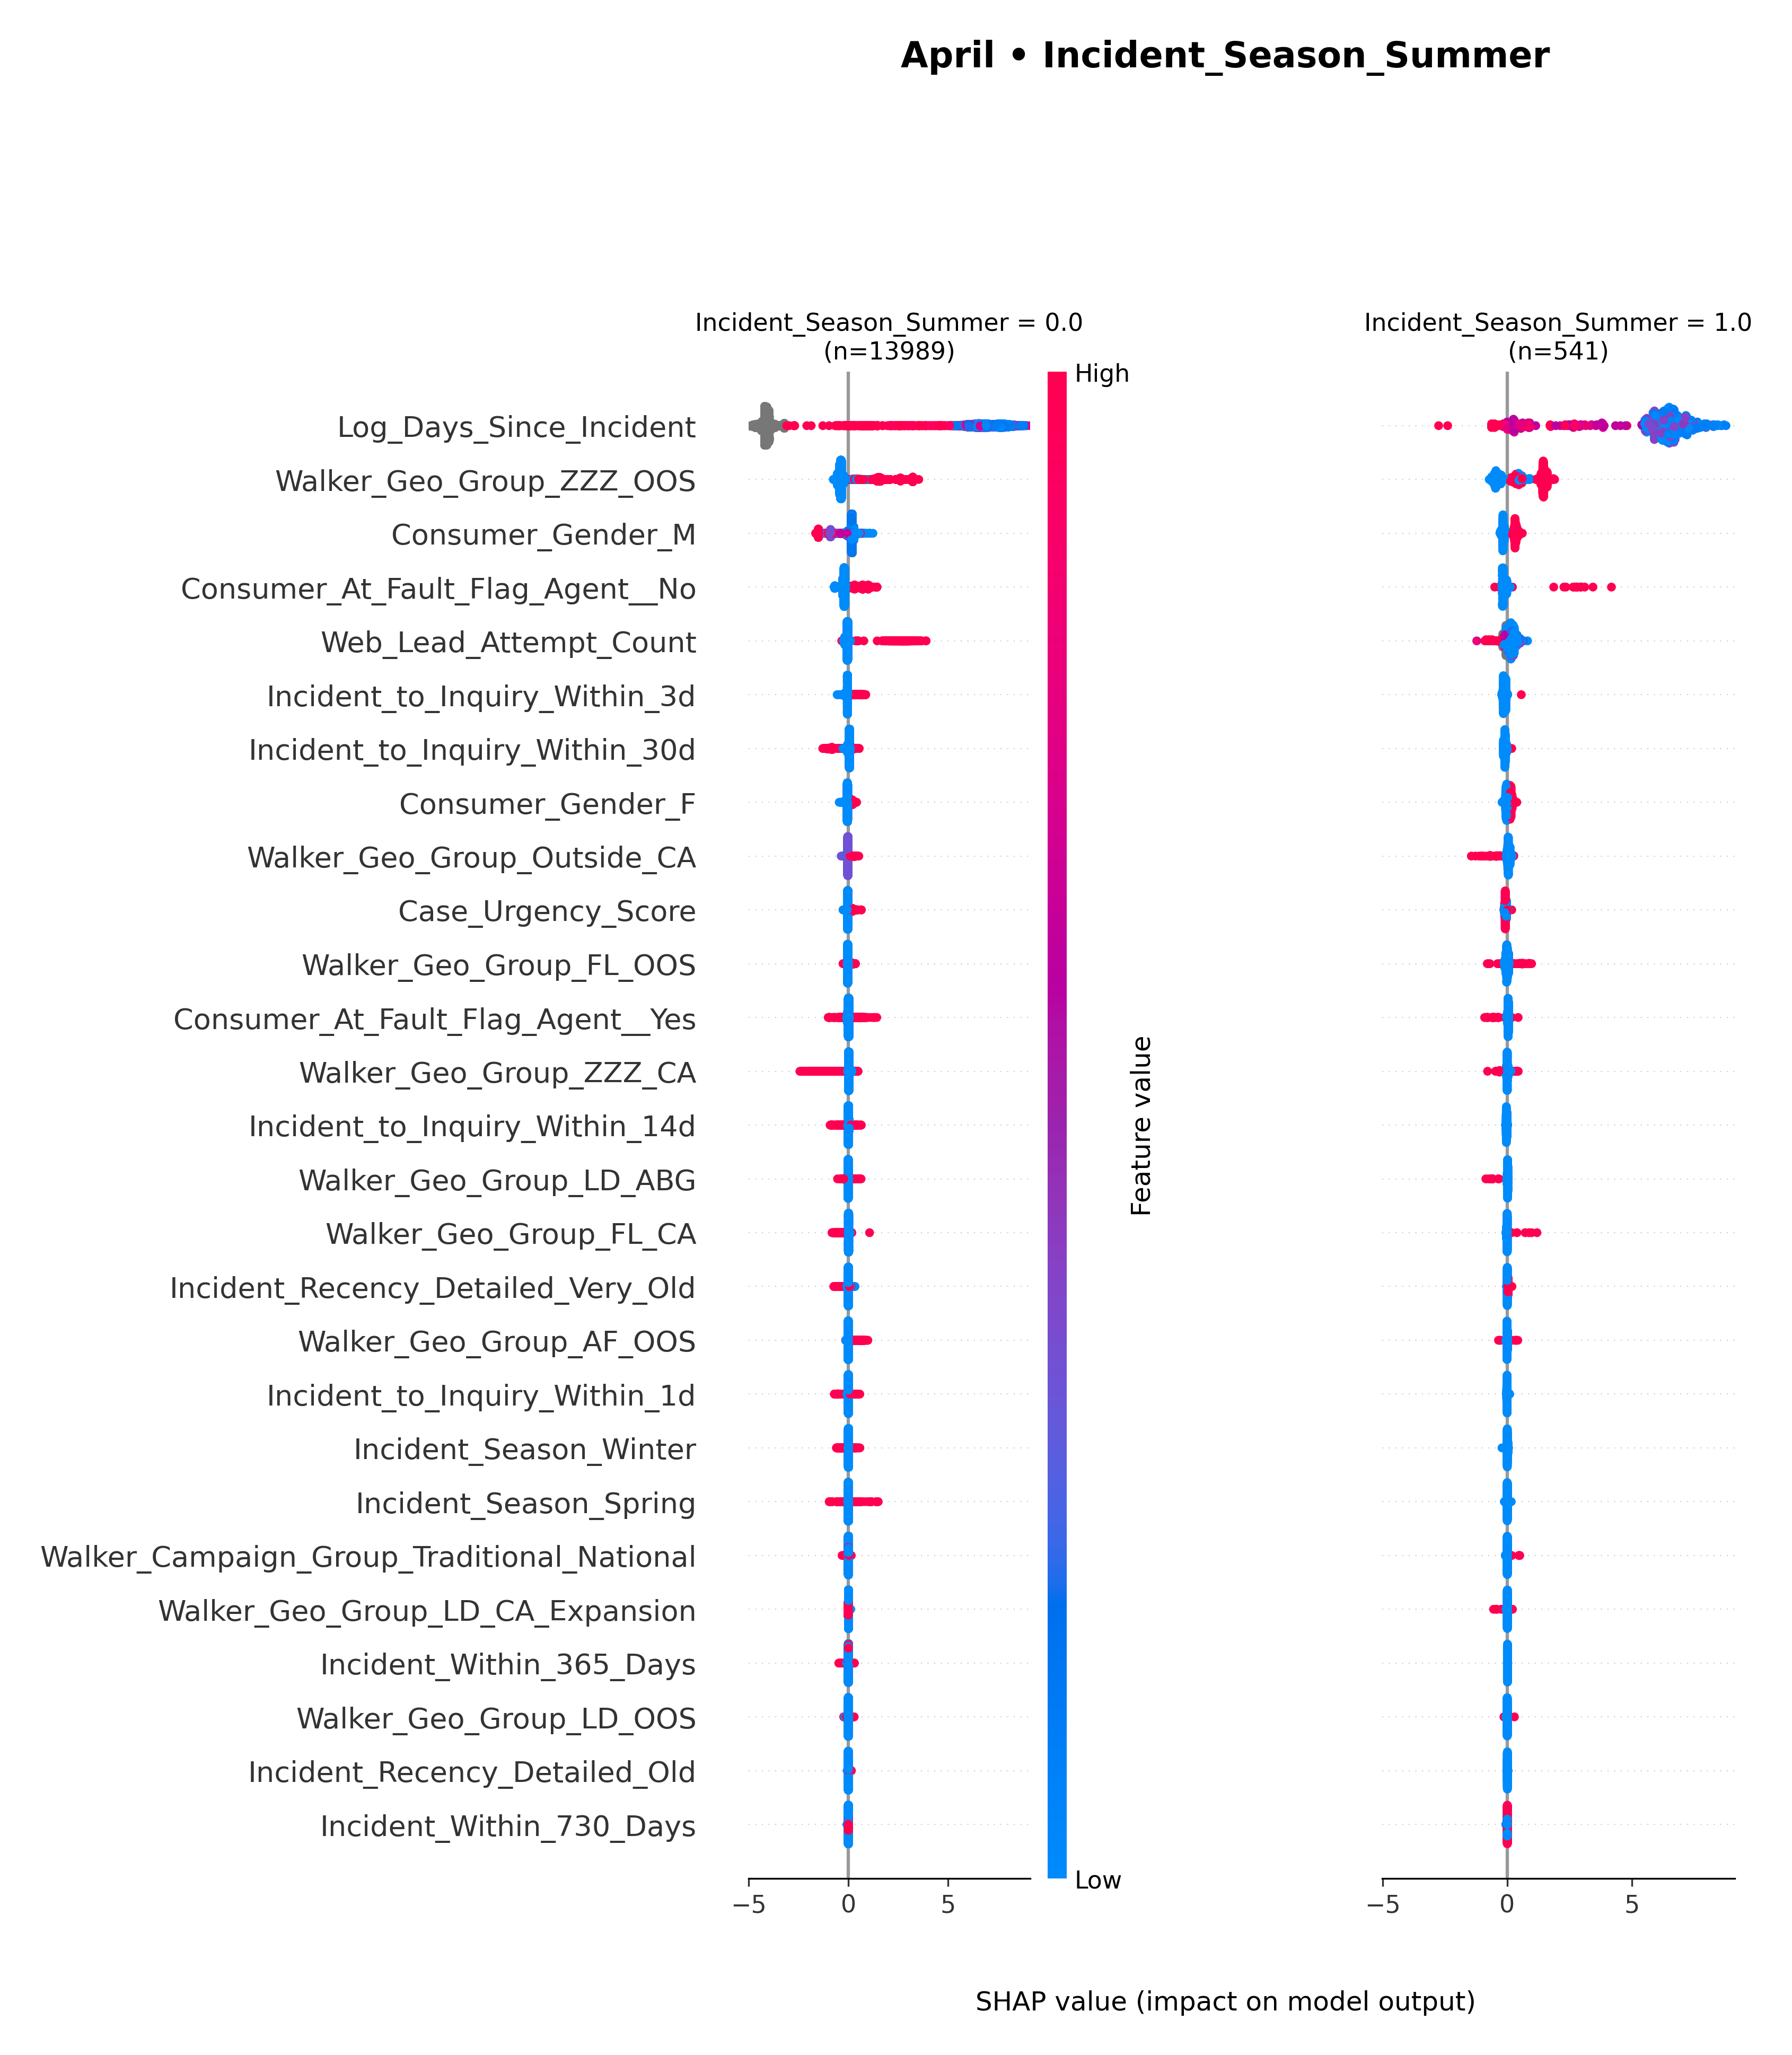 April • Incident_Season_Summer
Incident_Season_Summer = 0.0
(n=13989)
Incident_Season_Summer = 1.0
(n=541)
High
Log_Days_Since_Incident
Walker_Geo_Group_ZZZ_OOS
Consumer_Gender_M
Consumer_At_Fault_Flag_Agent__No
Web_Lead_Attempt_Count
Incident_to_Inquiry_Within_3d
Incident_to_Inquiry_Within_30d
Consumer_Gender_F
Walker_Geo_Group_Outside_CA
Case_Urgency_Score
Walker_Geo_Group_FL_OOS
Consumer_At_Fault_Flag_Agent__Yes
Walker_Geo_Group_ZZZ_CA
Incident_to_Inquiry_Within_14d
Walker_Geo_Group_LD_ABG
Walker_Geo_Group_FL_CA
Incident_Recency_Detailed_Very_Old
Walker_Geo_Group_AF_OOS
Incident_to_Inquiry_Within_1d
Incident_Season_Winter
Incident_Season_Spring
Walker_Campaign_Group_Traditional_National
Walker_Geo_Group_LD_CA_Expansion
Incident_Within_365_Days
Walker_Geo_Group_LD_OOS
Incident_Recency_Detailed_Old
Incident_Within_730_Days
Feature value
Low
−5 0 5
−5 0 5
SHAP value (impact on model output)